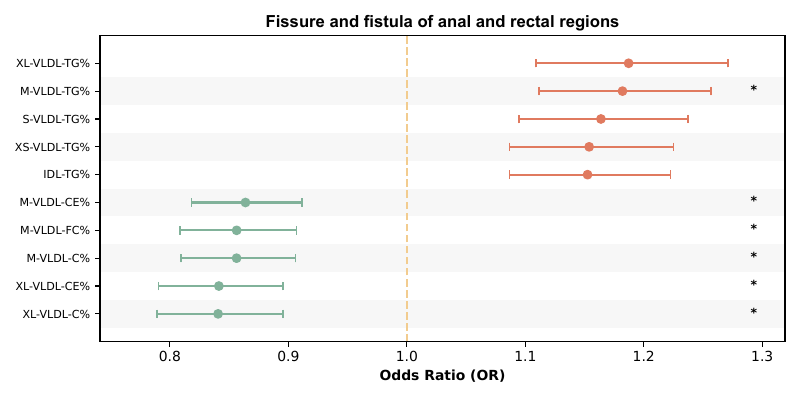 Fissure and fistula of anal and rectal regions
XL-VLDL-TG%
M-VLDL-TG% *
S-VLDL-TG%
XS-VLDL-TG%
IDL-TG%
M-VLDL-CE% *
M-VLDL-FC% *
M-VLDL-C% *
XL-VLDL-CE% *
XL-VLDL-C% *
0.8 0.9 1.0 1.1 1.2 1.3
Odds Ratio (OR)